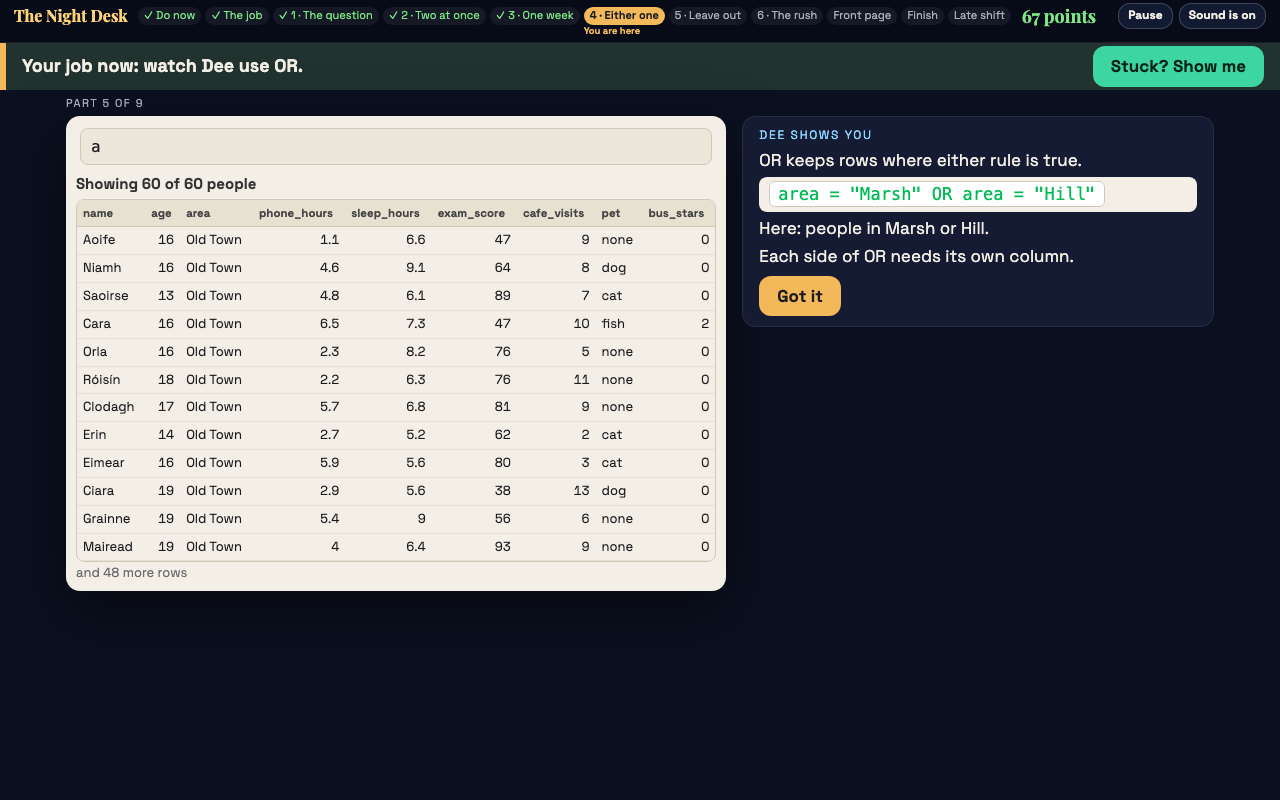 The Night Desk ✓ Do now ✓ The job ✓ 1 · The question ✓ 2 · Two at once ✓ 3 · One week 4 · Either one 5 · Leave out 6 · The rush Front page Finish Late shift 67 points Pause Sound is on
You are here
Your job now: watch Dee use OR. Stuck? Show me
PART 5 OF 9
a
Showing 60 of 60 people
name age area phone_hours sleep_hours exam_score cafe_visits pet bus_stars
Aoife 16 Old Town 1.1 6.6 47 9 none 0
Niamh 16 Old Town 4.6 9.1 64 8 dog 0
Saoirse 13 Old Town 4.8 6.1 89 7 cat 0
Cara 16 Old Town 6.5 7.3 47 10 fish 2
Orla 16 Old Town 2.3 8.2 76 5 none 0
Róisín 18 Old Town 2.2 6.3 76 11 none 0
Clodagh 17 Old Town 5.7 6.8 81 9 none 0
Erin 14 Old Town 2.7 5.2 62 2 cat 0
Eimear 16 Old Town 5.9 5.6 80 3 cat 0
Ciara 19 Old Town 2.9 5.6 38 13 dog 0
Grainne 19 Old Town 5.4 9 56 6 none 0
Mairead 19 Old Town 4 6.4 93 9 none 0
and 48 more rows
DEE SHOWS YOU
OR keeps rows where either rule is true.
area = "Marsh" OR area = "Hill"
Here: people in Marsh or Hill.
Each side of OR needs its own column.
Got it